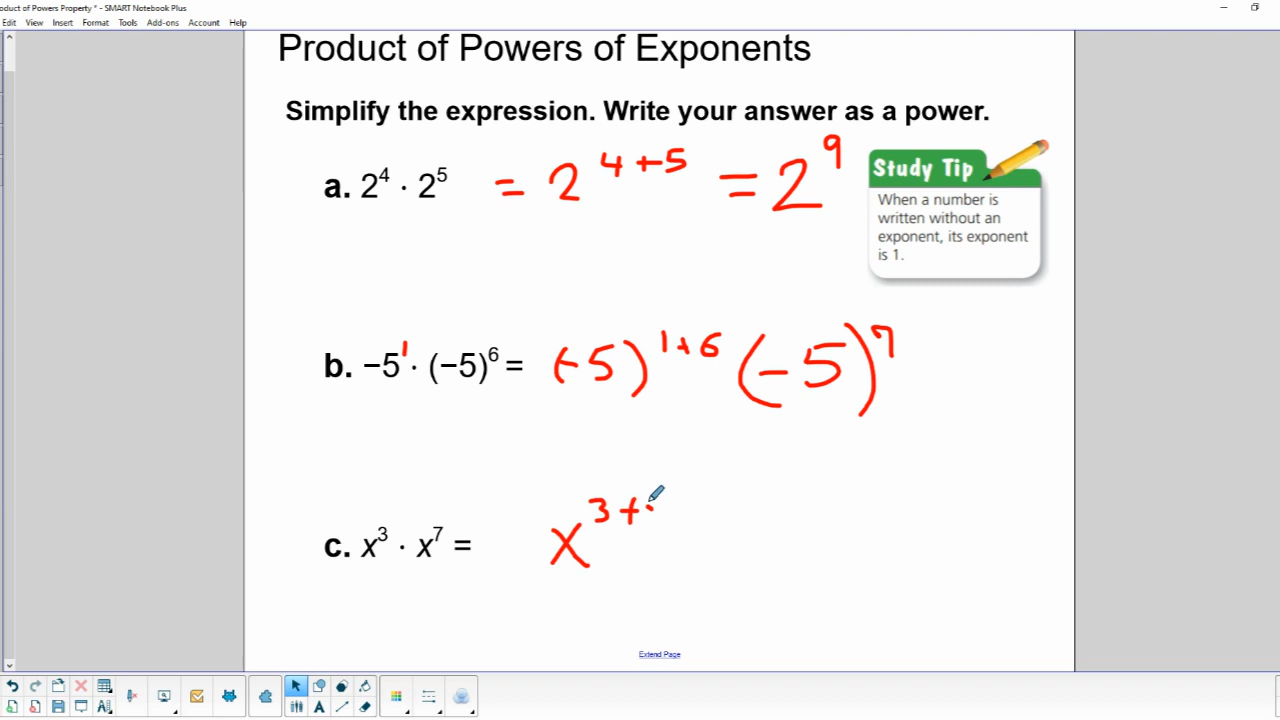 oduct of Powers Property * - SMART Notebook Plus
Edit View Insert Format Tools Add-ons Account Help
Product of Powers of Exponents
Simplify the expression. Write your answer as a power.
a. 2⁴ · 2⁵ = 2⁴⁺⁵ = 2⁹
Study Tip
When a number is
written without an
exponent, its exponent
is 1.
b. −5¹ · (−5)⁶ = (-5)¹⁺⁶ (-5)⁷
c. x³ · x⁷ = x³⁺
Extend Page